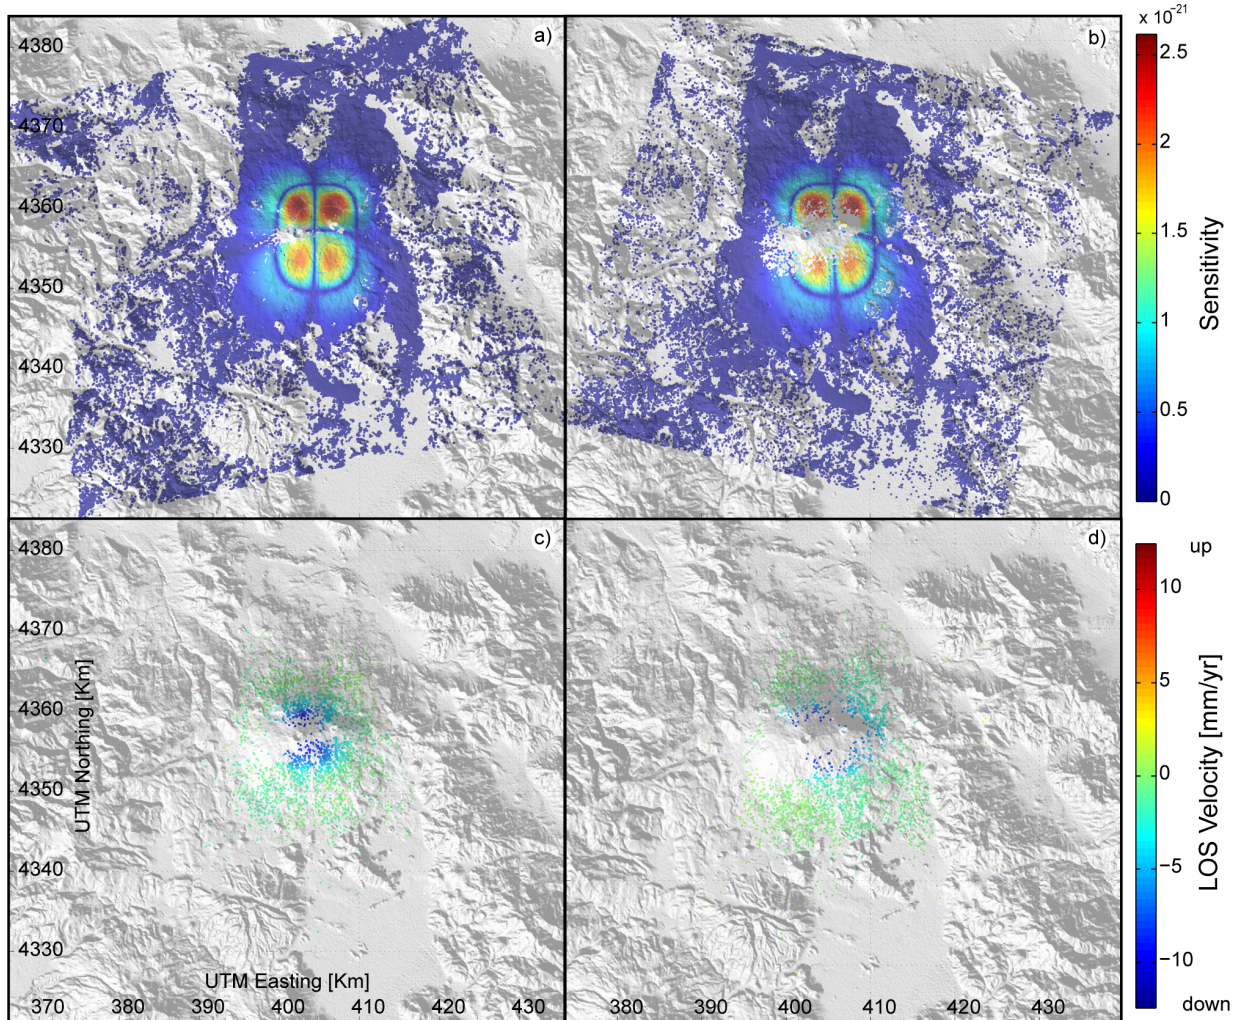 x 10⁻²¹
a)
b)
4380
4370
4360
4350
4340
4330
2.5
2
1.5
1
0.5
0
Sensitivity
c)
d)
4380
4370
4360
4350
4340
4330
UTM Northing [Km]
UTM Easting [Km]
370 380 390 400 410 420 430
380 390 400 410 420 430
up
10
5
0
−5
−10
down
LOS Velocity [mm/yr]